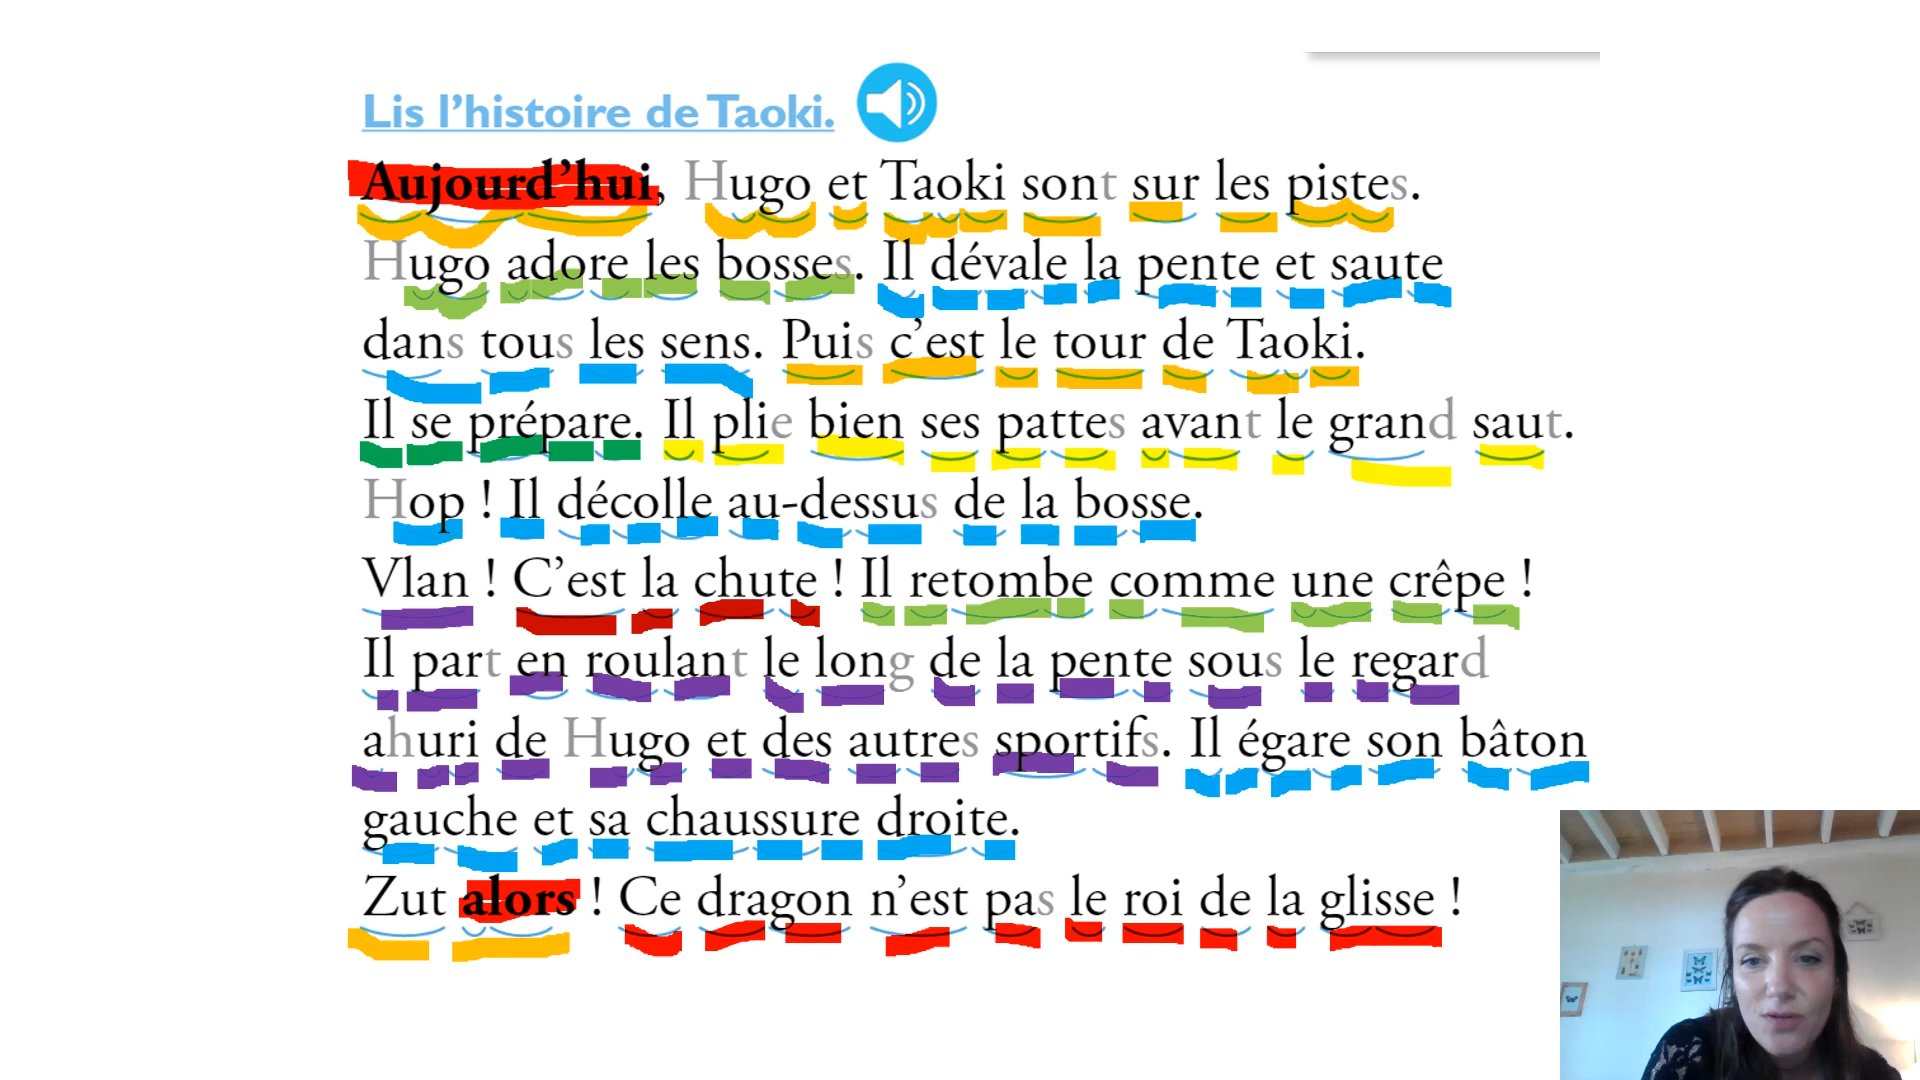 Lis l'histoire de Taoki.
Aujourd'hui, Hugo et Taoki sont sur les pistes.
Hugo adore les bosses. Il dévale la pente et saute
dans tous les sens. Puis c'est le tour de Taoki.
Il se prépare. Il plie bien ses pattes avant le grand saut.
Hop ! Il décolle au-dessus de la bosse.
Vlan ! C'est la chute ! Il retombe comme une crêpe !
Il part en roulant le long de la pente sous le regard
ahuri de Hugo et des autres sportifs. Il égare son bâton
gauche et sa chaussure droite.
Zut alors ! Ce dragon n'est pas le roi de la glisse !